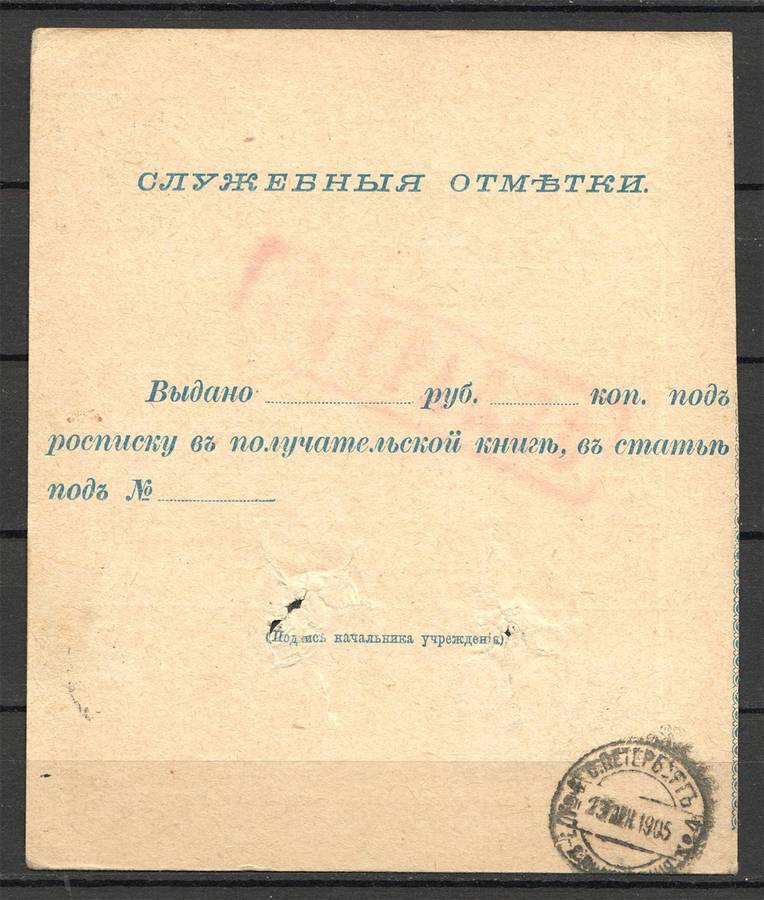 СЛУЖЕБНЫЯ ОТМѢТКИ.
Выдано руб. коп. подъ
росписку въ получательской книгѣ, въ статьѣ
подъ №
(Подпись начальника учрежденія)
С.ПЕТЕРБУРГЪ
1905